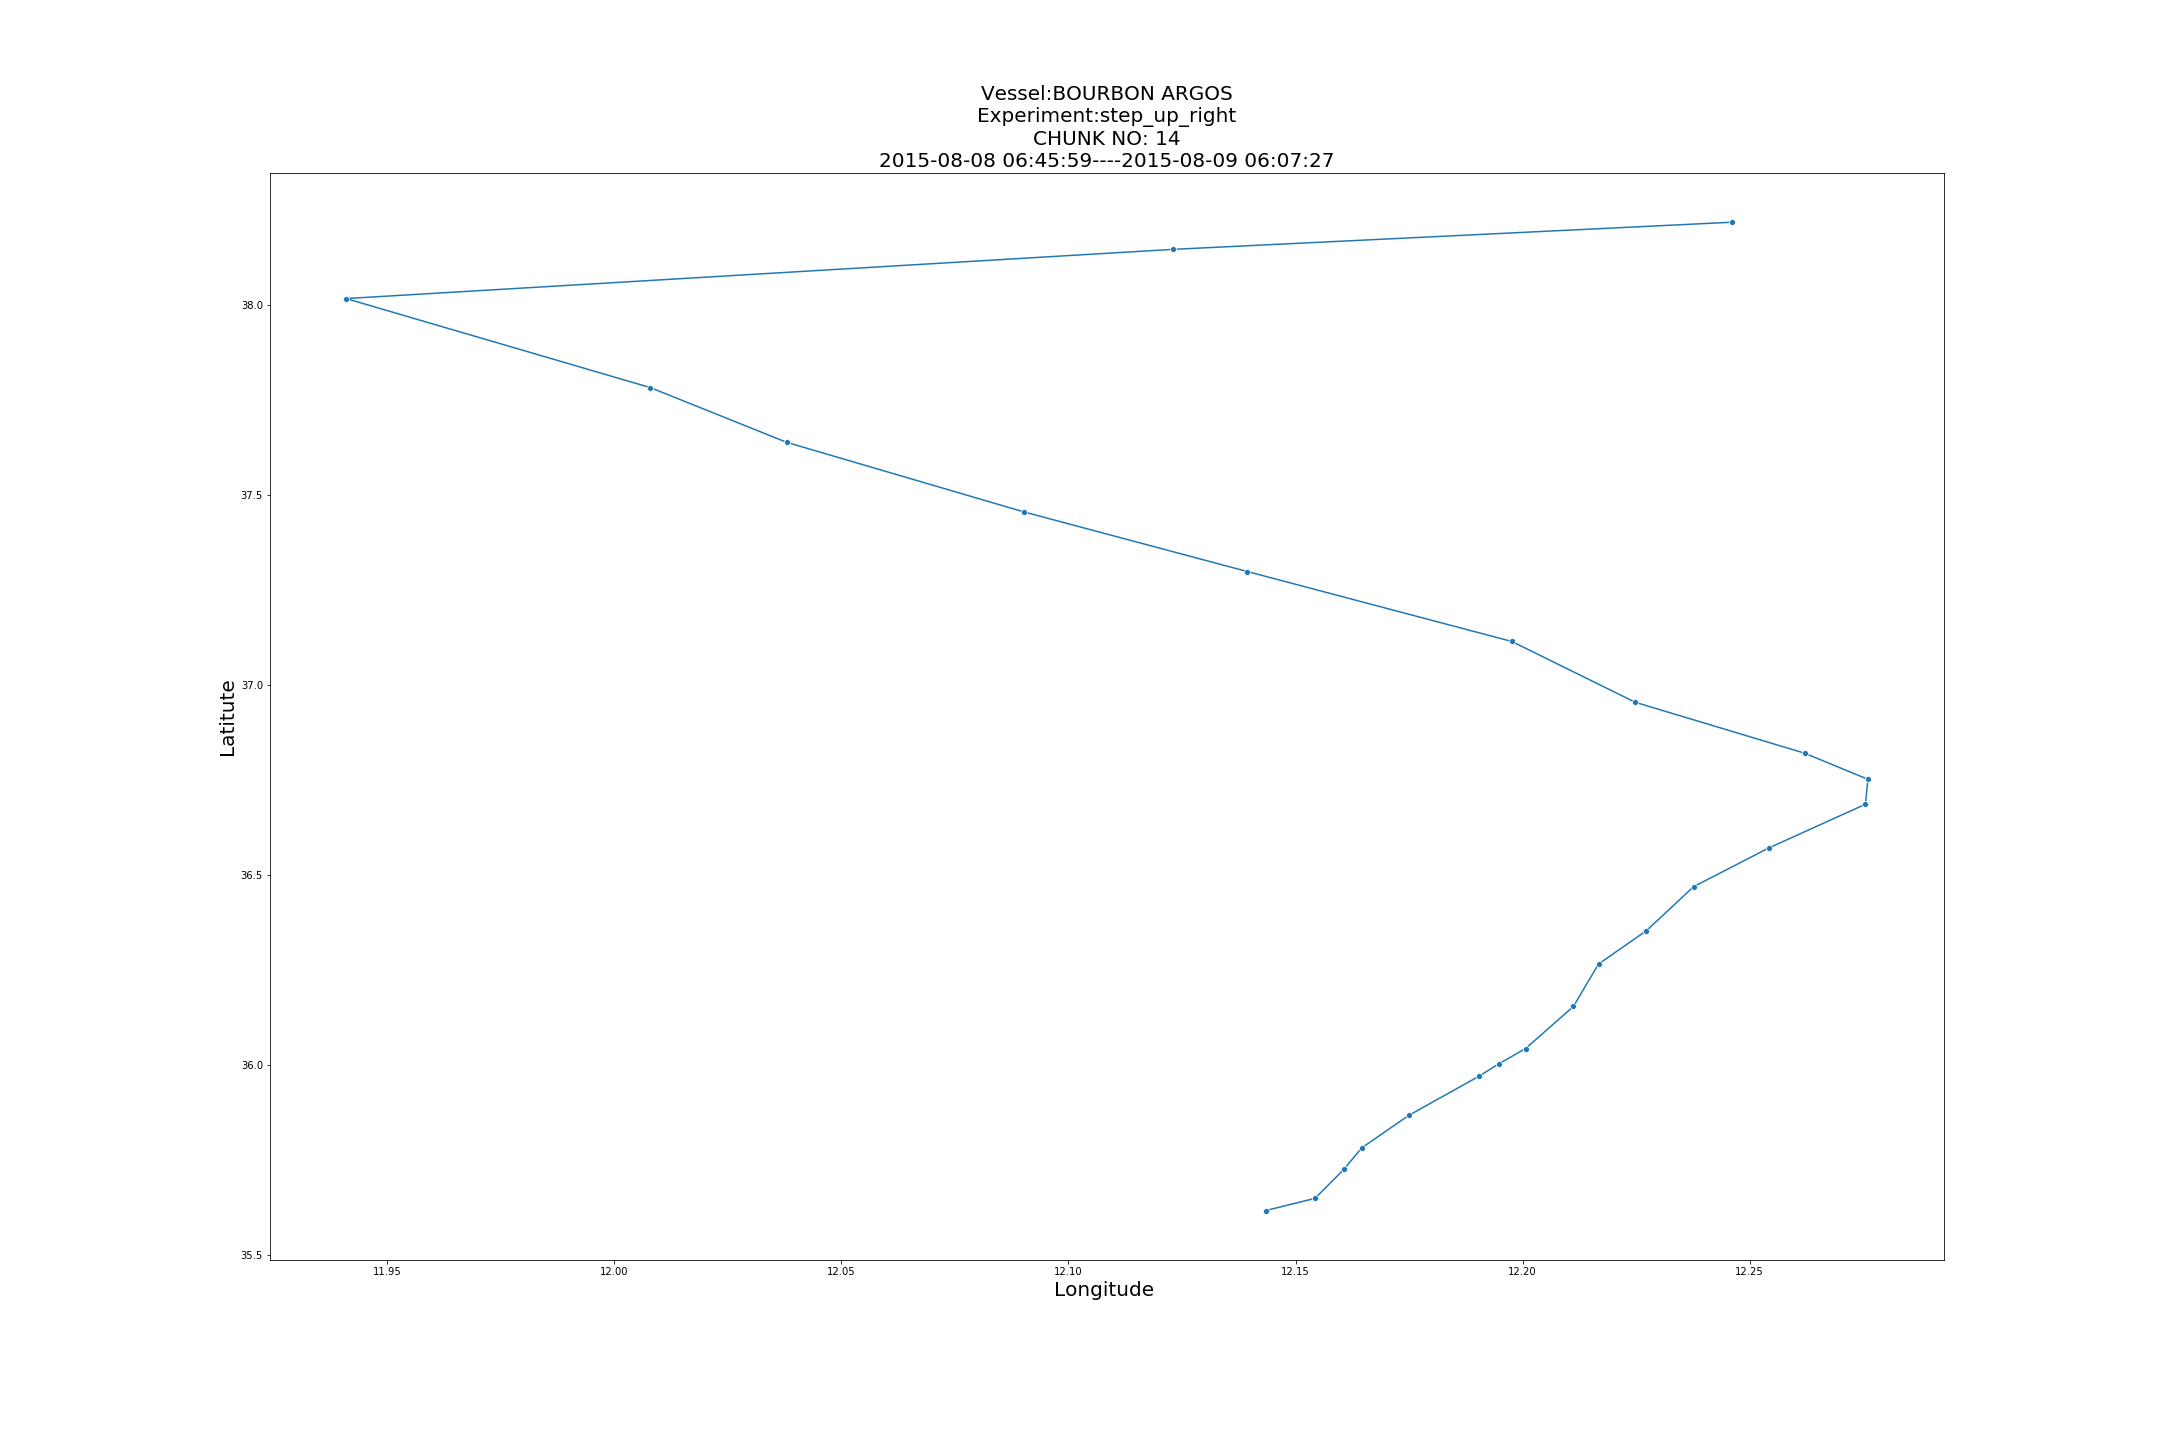 Vessel:BOURBON ARGOS
Experiment:step_up_right
CHUNK NO: 14
2015-08-08 06:45:59----2015-08-09 06:07:27
38.0
37.5
37.0
36.5
36.0
35.5
Latitute
11.95 12.00 12.05 12.10 12.15 12.20 12.25
Longitude